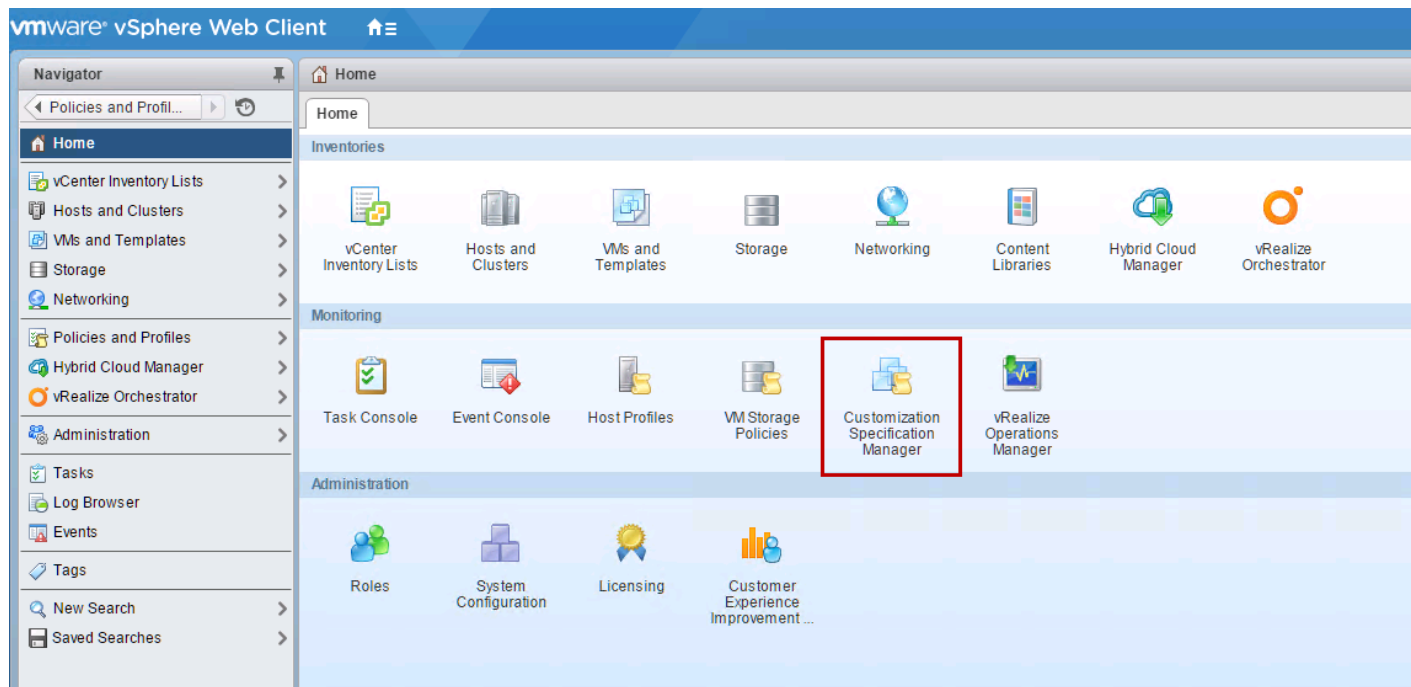 vmware® vSphere Web Client
Navigator
Policies and Profil...
Home
vCenter Inventory Lists
Hosts and Clusters
VMs and Templates
Storage
Networking
Policies and Profiles
Hybrid Cloud Manager
vRealize Orchestrator
Administration
Tasks
Log Browser
Events
Tags
New Search
Saved Searches
Home
Home
Inventories
vCenter
Inventory Lists
Hosts and
Clusters
VMs and
Templates
Storage
Networking
Content
Libraries
Hybrid Cloud
Manager
vRealize
Orchestrator
Monitoring
Task Console
Event Console
Host Profiles
VM Storage
Policies
Customization
Specification
Manager
vRealize
Operations
Manager
Administration
Roles
System
Configuration
Licensing
Customer
Experience
Improvement ...